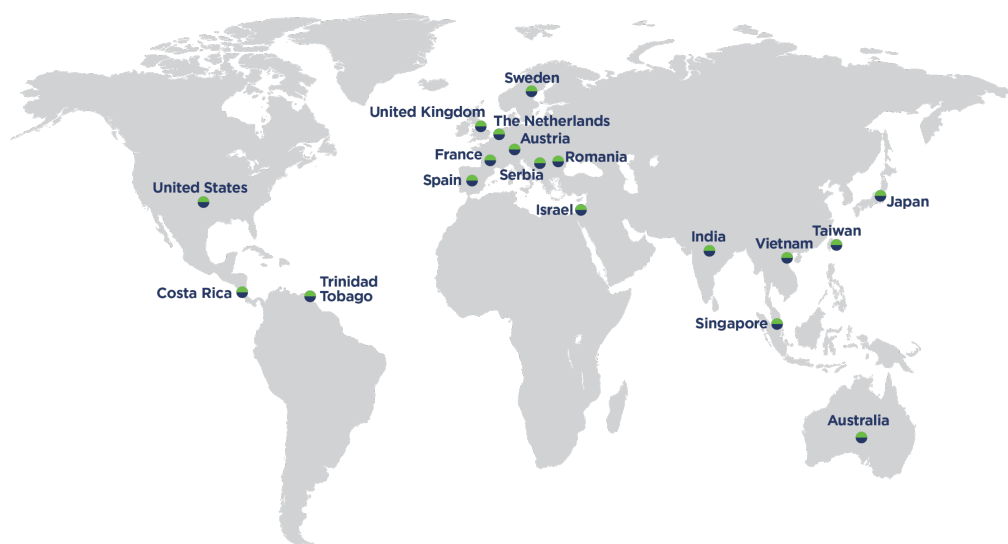 Sweden
United Kingdom
The Netherlands
Austria
France
Romania
Serbia
Spain
United States
Israel
Japan
India
Taiwan
Vietnam
Costa Rica
Trinidad
Tobago
Singapore
Australia